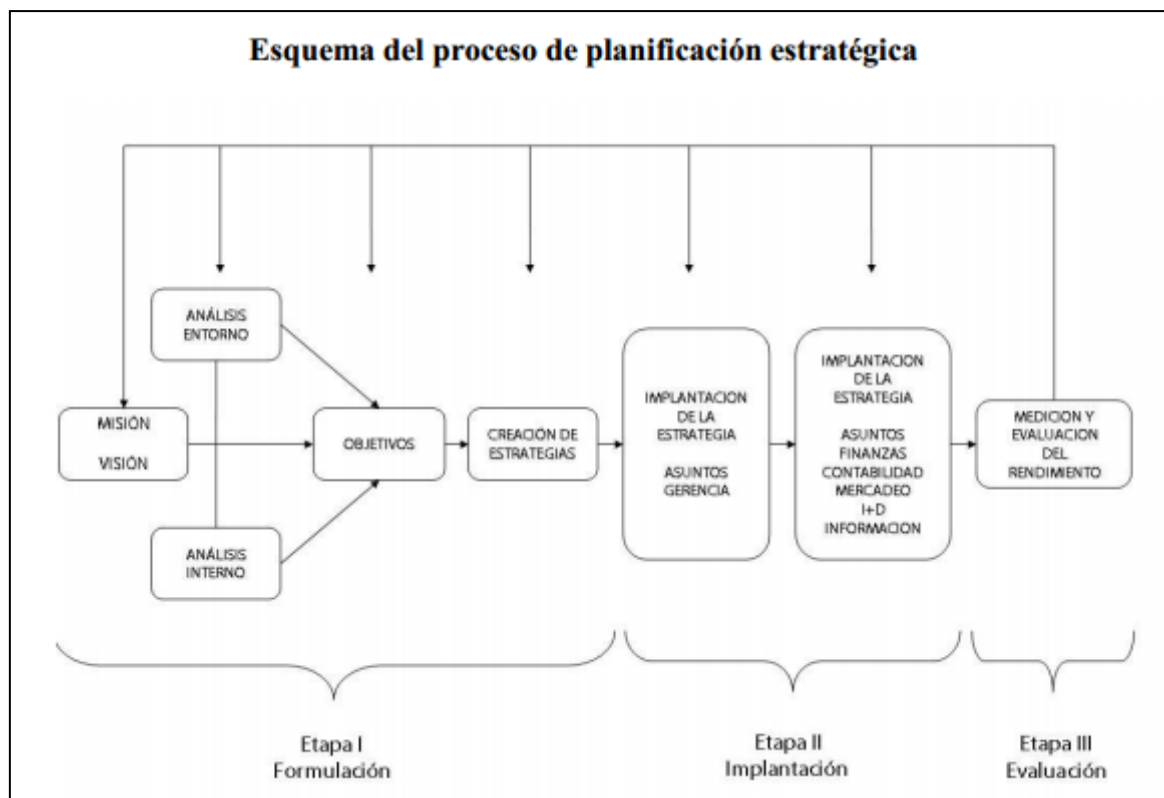 Esquema del proceso de planificación estratégica
ANÁLISIS
ENTORNO
MISIÓN
VISIÓN
ANÁLISIS
INTERNO
OBJETIVOS
CREACIÓN DE
ESTRATEGIAS
IMPLANTACION
DE LA
ESTRATEGIA
ASUNTOS
GERENCIA
IMPLANTACION
DE LA
ESTRATEGIA
ASUNTOS
FINANZAS
CONTABILIDAD
MERCADEO
I+D
INFORMACION
MEDICION Y
EVALUACION
DEL
RENDIMIENTO
Etapa I
Formulación
Etapa II
Implantación
Etapa III
Evaluación